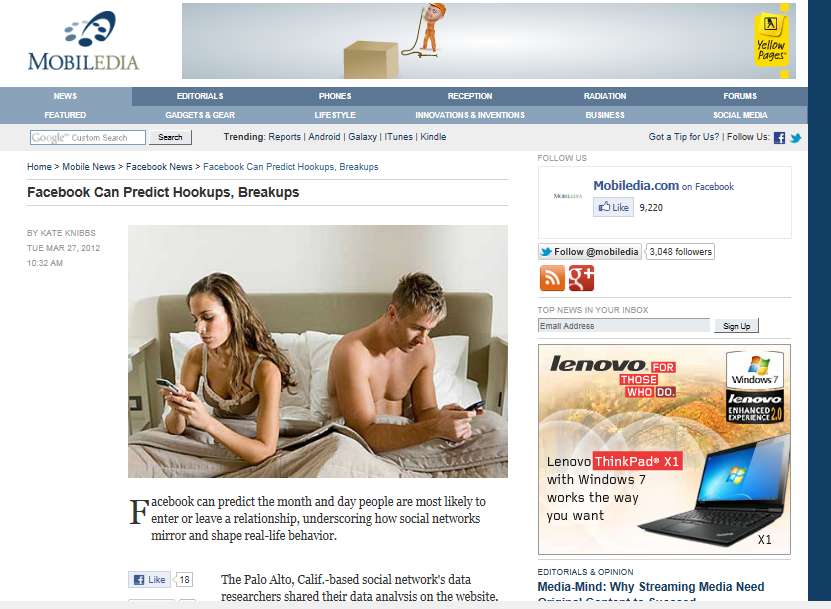 MOBILEDIA
Yellow
Pages
NEWS
EDITORIALS
PHONES
RECEPTION
RADIATION
FORUMS
FEATURED
GADGETS & GEAR
LIFESTYLE
INNOVATIONS & INVENTIONS
BUSINESS
SOCIAL MEDIA
Google™ Custom Search
Search
Trending: Reports | Android | Galaxy | ITunes | Kindle
Got a Tip for Us? | Follow Us:
Home > Mobile News > Facebook News > Facebook Can Predict Hookups, Breakups
Facebook Can Predict Hookups, Breakups
BY KATE KNIBBS
TUE MAR 27, 2012
10:32 AM
Facebook can predict the month and day people are most likely to
enter or leave a relationship, underscoring how social networks
mirror and shape real-life behavior.
Like 18
The Palo Alto, Calif.-based social network's data
researchers shared their data analysis on the website,
FOLLOW US
MOBILEDIA
Mobiledia.com on Facebook
Like 9,220
Follow @mobiledia 3,048 followers
g+
TOP NEWS IN YOUR INBOX
Email Address
Sign Up
lenovo FOR
THOSE
WHO DO.
Windows 7
lenovo
ENHANCED
EXPERIENCE 2.0
Lenovo ThinkPad® X1
with Windows 7
works the way
you want
X1
EDITORIALS & OPINION
Media-Mind: Why Streaming Media Need
Original Content to Succeed